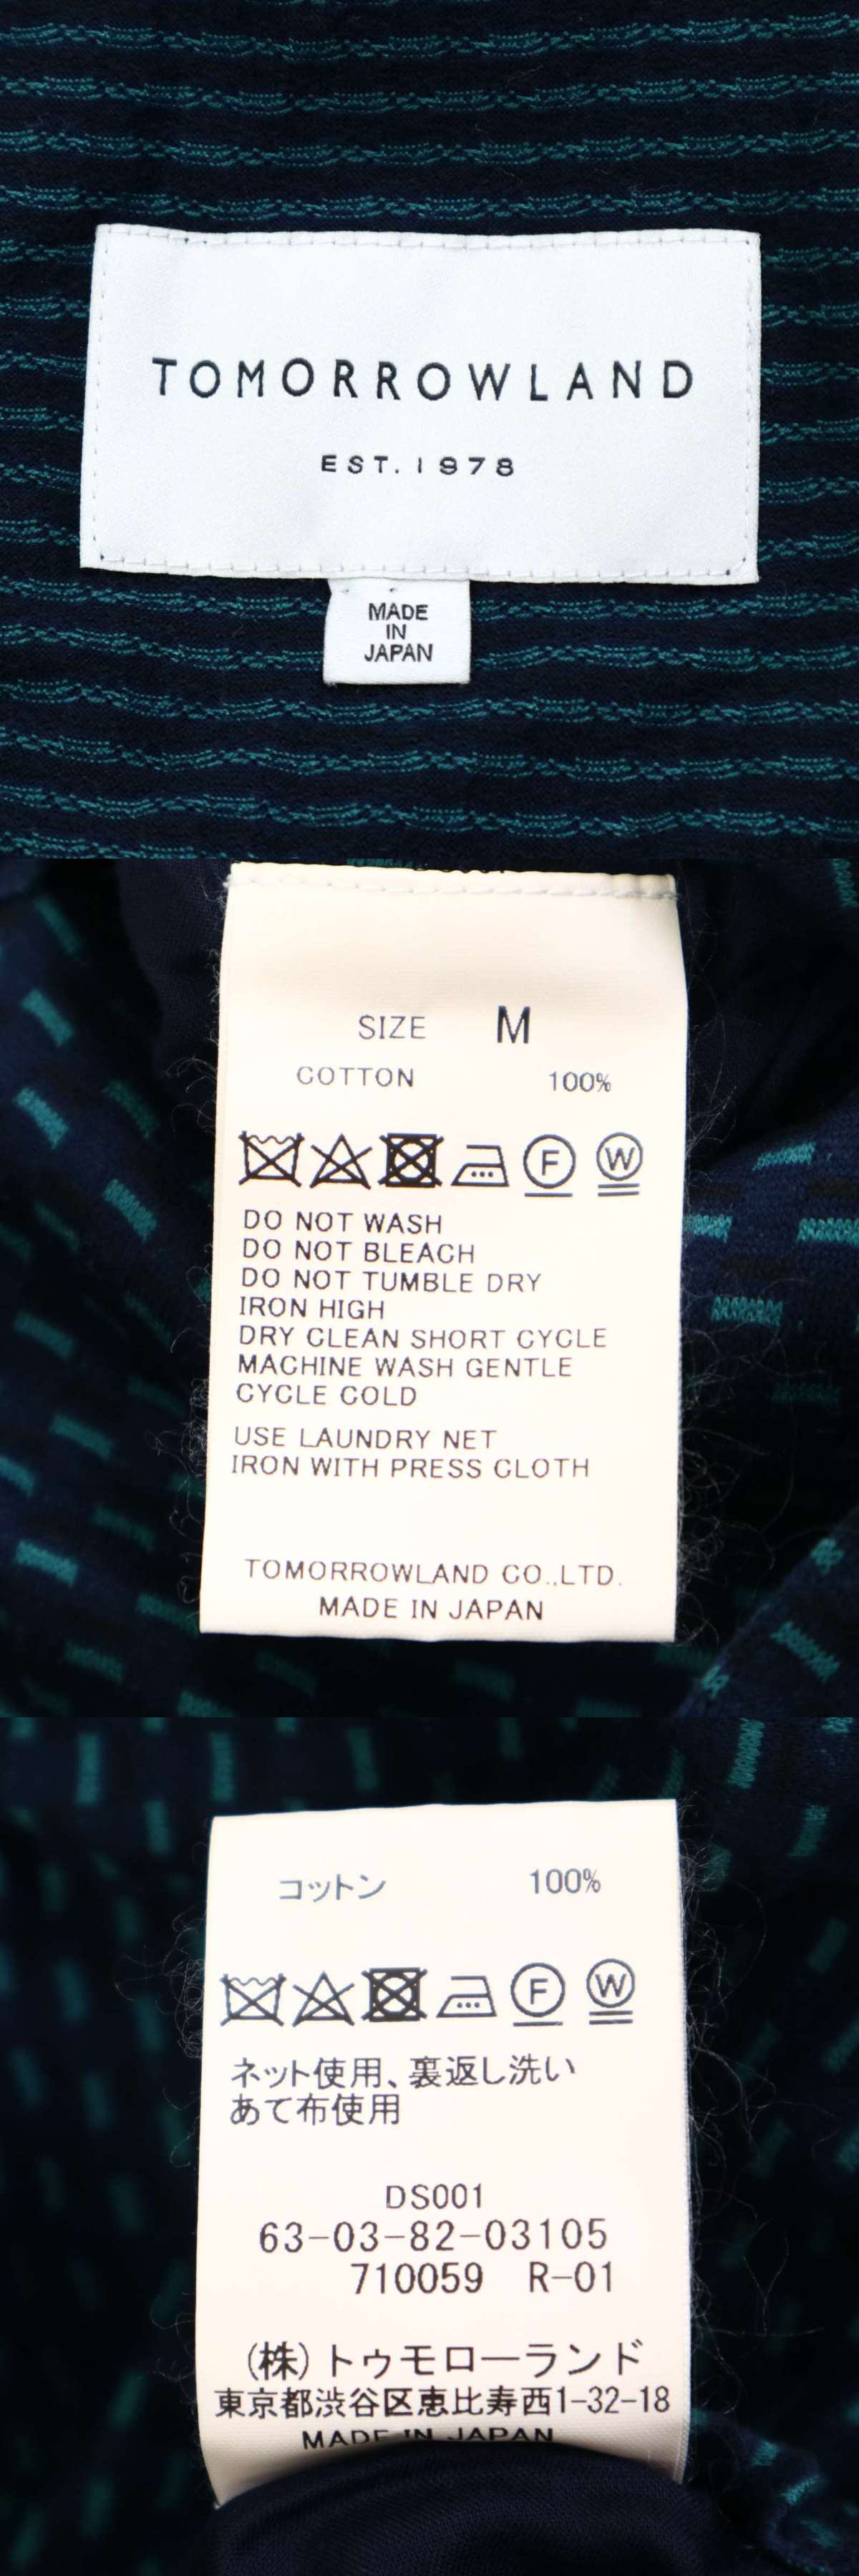 TOMORROWLAND
EST. 1978
MADE
IN
JAPAN
SIZE M
COTTON 100%
F W
DO NOT WASH
DO NOT BLEACH
DO NOT TUMBLE DRY
IRON HIGH
DRY CLEAN SHORT CYCLE
MACHINE WASH GENTLE
CYCLE COLD
USE LAUNDRY NET
IRON WITH PRESS CLOTH
TOMORROWLAND CO.,LTD.
MADE IN JAPAN
コットン 100%
F W
ネット使用、裏返し洗い
あて布使用
DS001
63-03-82-03105
710059 R-01
(株)トゥモローランド
東京都渋谷区恵比寿西1-32-18
MADE IN JAPAN